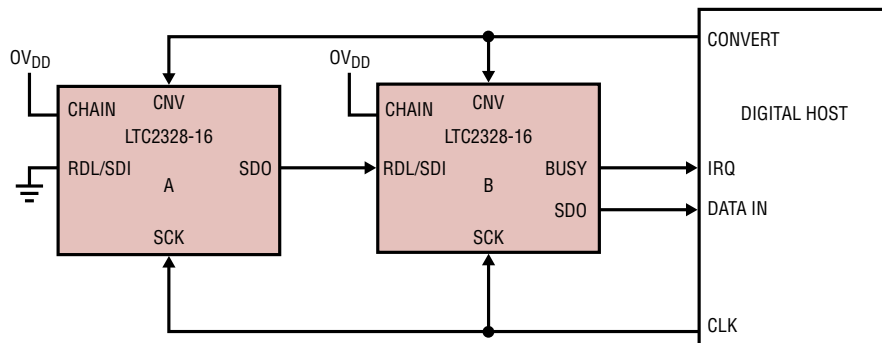 CONVERT
OVDD
OVDD
CHAIN
CNV
CHAIN
CNV
LTC2328-16
LTC2328-16
DIGITAL HOST
RDL/SDI
SDO
RDL/SDI
BUSY
IRQ
A
B
SDO
DATA IN
SCK
SCK
CLK